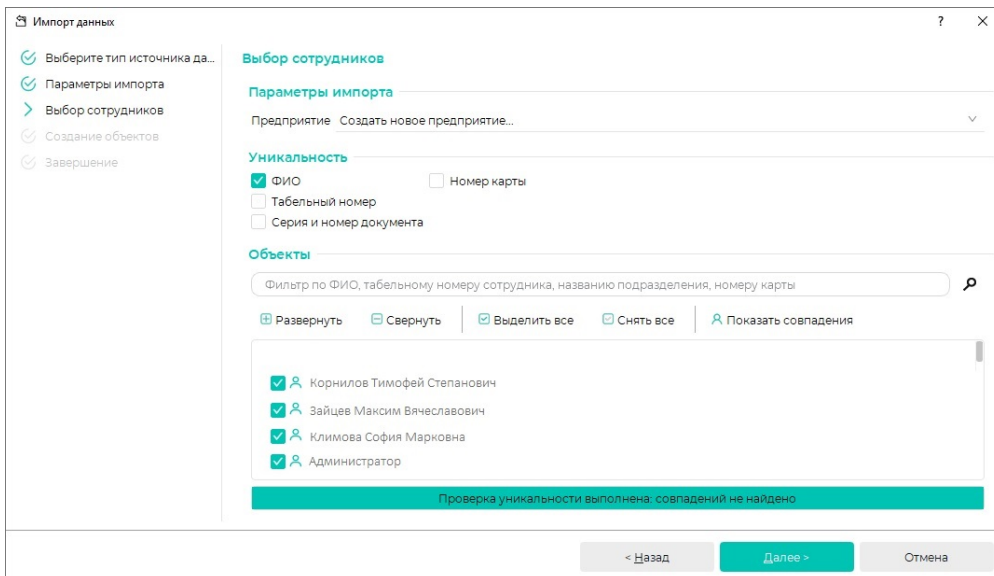 Импорт данных
?
Выберите тип источника да...
Параметры импорта
Выбор сотрудников
Создание объектов
Завершение
Выбор сотрудников
Параметры импорта
Предприятие Создать новое предприятие...
Уникальность
ФИО Номер карты
Табельный номер
Серия и номер документа
Объекты
Фильтр по ФИО, табельному номеру сотрудника, названию подразделения, номеру карты
Развернуть Свернуть Выделить все Снять все Показать совпадения
Корнилов Тимофей Степанович
Зайцев Максим Вячеславович
Климова София Марковна
Администратор
Проверка уникальности выполнена: совпадений не найдено
< Назад Далее > Отмена